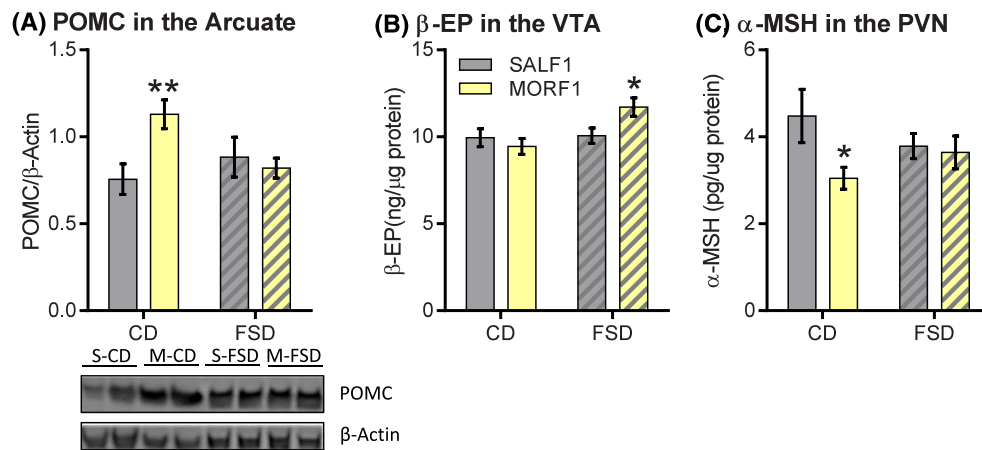 (A) POMC in the Arcuate
POMC/β-Actin
1.5
1.0
0.5
0.0
**
CD
FSD
S-CD M-CD S-FSD M-FSD
POMC
β-Actin
(B) β-EP in the VTA
β-EP(ng/µg protein)
15
10
5
0
SALF1
MORF1
*
CD
FSD
(C) α-MSH in the PVN
α-MSH (pg/ug protein)
6
4
2
0
*
CD
FSD